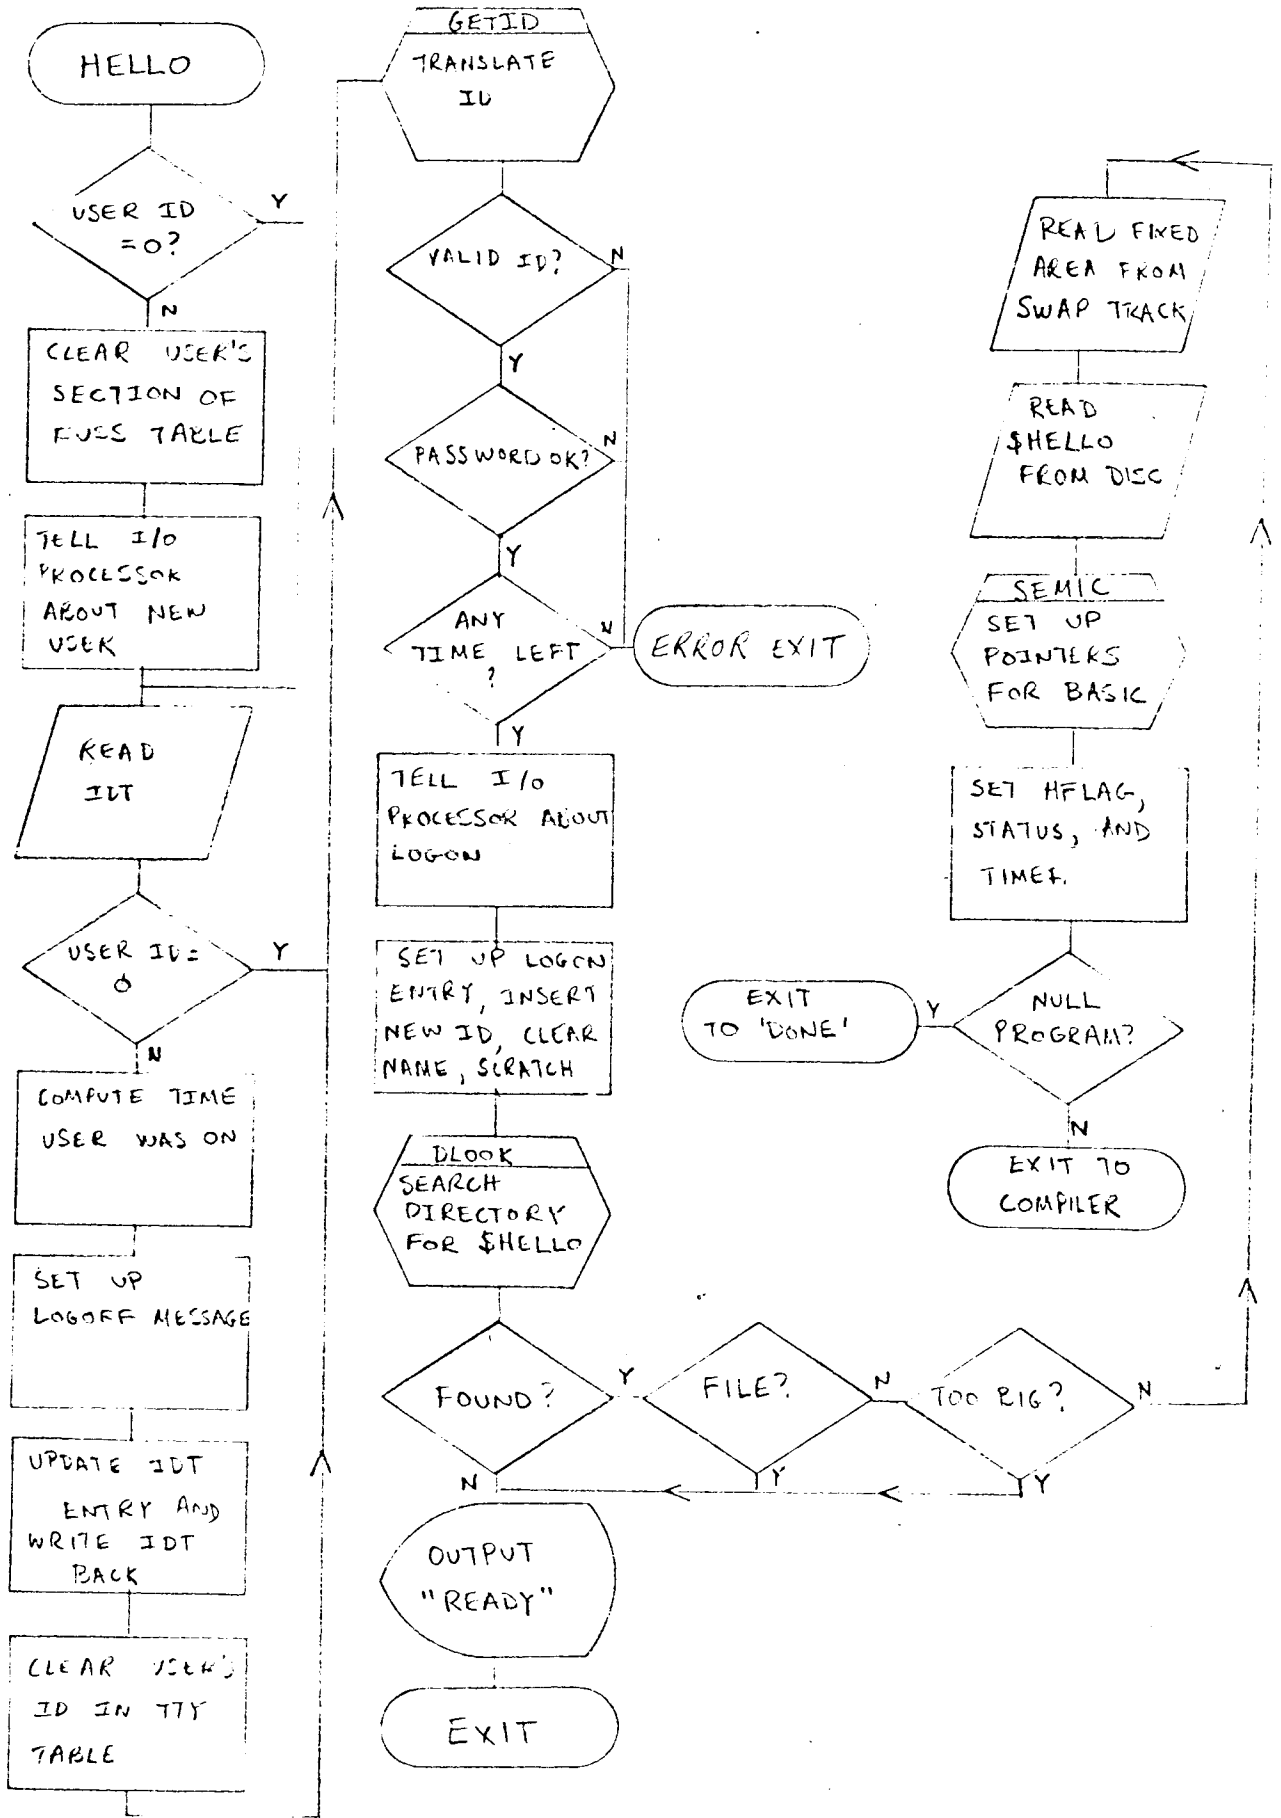 HELLO
USER ID
=0?
Y
N
CLEAR USER'S
SECTION OF
FUSS TABLE
TELL I/O
PROCESSOR
ABOUT NEW
USER
READ
IDT
USER ID=
0
Y
N
COMPUTE TIME
USER WAS ON
SET UP
LOGOFF MESSAGE
UPDATE IDT
ENTRY AND
WRITE IDT
BACK
CLEAR USER'S
ID IN TTY
TABLE
GETID
TRANSLATE
ID
VALID ID?
N
Y
PASSWORD OK?
N
Y
ANY
TIME LEFT
?
N
ERROR EXIT
Y
TELL I/O
PROCESSOR ABOUT
LOGON
SET UP LOGON
ENTRY, INSERT
NEW ID, CLEAR
NAME, SCRATCH
DLOOK
SEARCH
DIRECTORY
FOR $HELLO
FOUND?
Y
N
FILE?
N
Y
TOO BIG?
N
Y
OUTPUT
"READY"
EXIT
READ FIXED
AREA FROM
SWAP TRACK
READ
$HELLO
FROM DISC
SEMIC
SET UP
POINTERS
FOR BASIC
SET HFLAG,
STATUS, AND
TIMER.
NULL
PROGRAM?
Y
EXIT
TO 'DONE'
N
EXIT TO
COMPILER